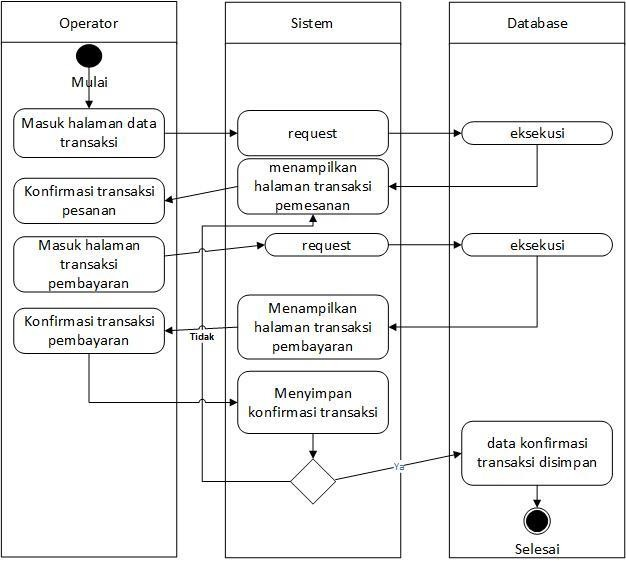 Operator
Sistem
Database
Mulai
Masuk halaman data
transaksi
request
eksekusi
menampilkan
halaman transaksi
pemesanan
Konfirmasi transaksi
pesanan
Masuk halaman
transaksi
pembayaran
request
eksekusi
Menampilkan
halaman transaksi
pembayaran
Konfirmasi transaksi
pembayaran
Tidak
Menyimpan
konfirmasi transaksi
Ya
data konfirmasi
transaksi disimpan
Selesai